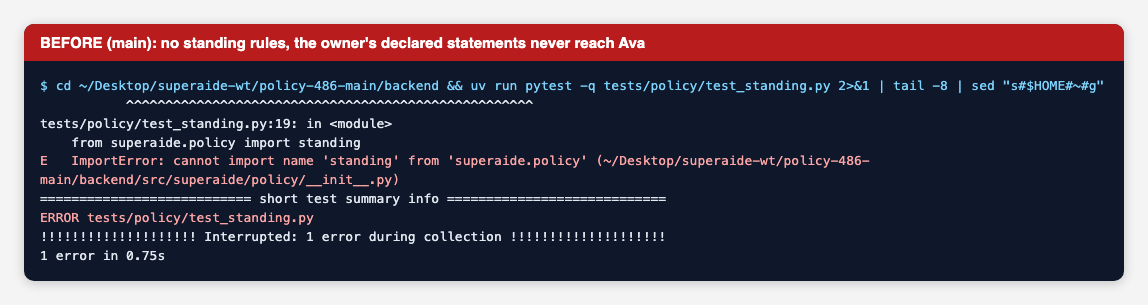 BEFORE (main): no standing rules, the owner's declared statements never reach Ava
$ cd ~/Desktop/superaide-wt/policy-486-main/backend && uv run pytest -q tests/policy/test_standing.py 2>&1 | tail -8 | sed "s#$HOME#~#g"
^^^^^^^^^^^^^^^^^^^^^^^^^^^^^^^^^^^^^^^^^^^^^^^^^^^^
tests/policy/test_standing.py:19: in <module>
    from superaide.policy import standing
E   ImportError: cannot import name 'standing' from 'superaide.policy' (~/Desktop/superaide-wt/policy-486-
main/backend/src/superaide/policy/__init__.py)
=========================== short test summary info ============================
ERROR tests/policy/test_standing.py
!!!!!!!!!!!!!!!!!!!! Interrupted: 1 error during collection !!!!!!!!!!!!!!!!!!!!
1 error in 0.75s